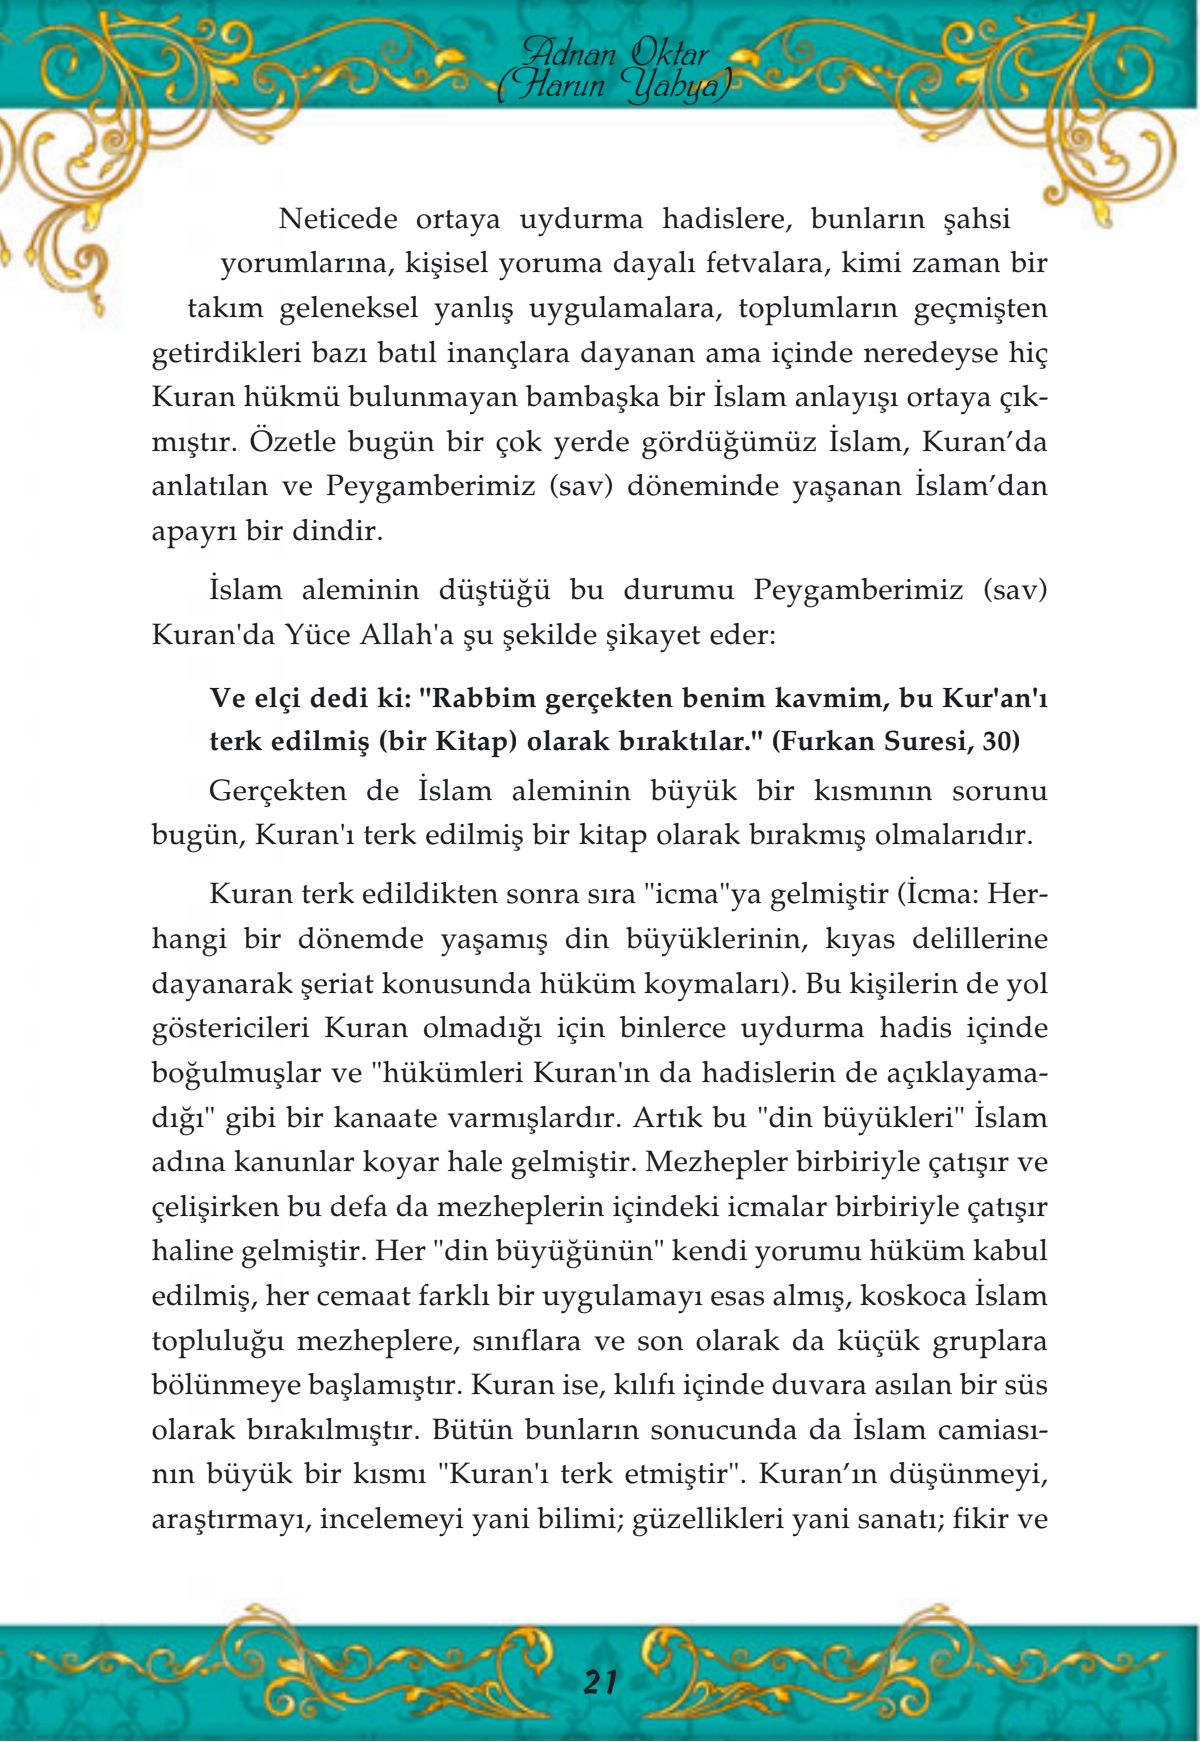 Adnan Oktar
(Harun Yahya)
Neticede ortaya uydurma hadislere, bunların şahsi
yorumlarına, kişisel yoruma dayalı fetvalara, kimi zaman bir
takım geleneksel yanlış uygulamalara, toplumların geçmişten
getirdikleri bazı batıl inançlara dayanan ama içinde neredeyse hiç
Kuran hükmü bulunmayan bambaşka bir İslam anlayışı ortaya çık-
mıştır. Özetle bugün bir çok yerde gördüğümüz İslam, Kuran’da
anlatılan ve Peygamberimiz (sav) döneminde yaşanan İslam’dan
apayrı bir dindir.
İslam aleminin düştüğü bu durumu Peygamberimiz (sav)
Kuran'da Yüce Allah'a şu şekilde şikayet eder:
Ve elçi dedi ki: "Rabbim gerçekten benim kavmim, bu Kur'an'ı
terk edilmiş (bir Kitap) olarak bıraktılar." (Furkan Suresi, 30)
Gerçekten de İslam aleminin büyük bir kısmının sorunu
bugün, Kuran'ı terk edilmiş bir kitap olarak bırakmış olmalarıdır.
Kuran terk edildikten sonra sıra "icma"ya gelmiştir (İcma: Her-
hangi bir dönemde yaşamış din büyüklerinin, kıyas delillerine
dayanarak şeriat konusunda hüküm koymaları). Bu kişilerin de yol
göstericileri Kuran olmadığı için binlerce uydurma hadis içinde
boğulmuşlar ve "hükümleri Kuran'ın da hadislerin de açıklayama-
dığı" gibi bir kanaate varmışlardır. Artık bu "din büyükleri" İslam
adına kanunlar koyar hale gelmiştir. Mezhepler birbiriyle çatışır ve
çelişirken bu defa da mezheplerin içindeki icmalar birbiriyle çatışır
haline gelmiştir. Her "din büyüğünün" kendi yorumu hüküm kabul
edilmiş, her cemaat farklı bir uygulamayı esas almış, koskoca İslam
topluluğu mezheplere, sınıflara ve son olarak da küçük gruplara
bölünmeye başlamıştır. Kuran ise, kılıfı içinde duvara asılan bir süs
olarak bırakılmıştır. Bütün bunların sonucunda da İslam camiası-
nın büyük bir kısmı "Kuran'ı terk etmiştir". Kuran’ın düşünmeyi,
araştırmayı, incelemeyi yani bilimi; güzellikleri yani sanatı; fikir ve
21